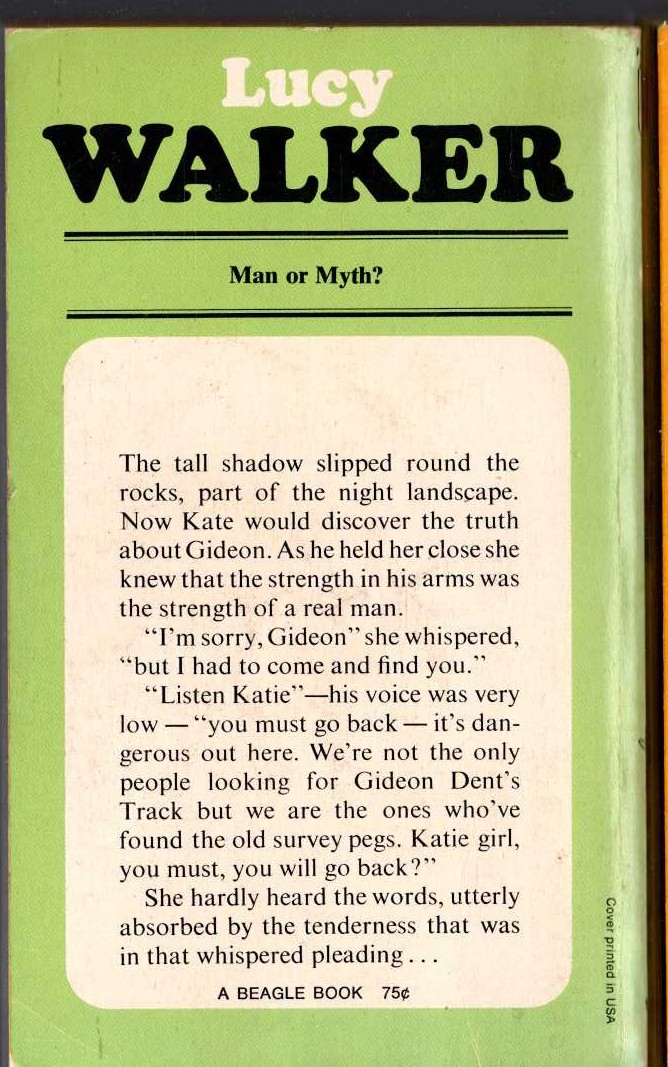 Lucy
WALKER
Man or Myth?
The tall shadow slipped round the
rocks, part of the night landscape.
Now Kate would discover the truth
about Gideon. As he held her close she
knew that the strength in his arms was
the strength of a real man.
“I’m sorry, Gideon” she whispered,
“but I had to come and find you.”
“Listen Katie”—his voice was very
low — “you must go back — it’s dan-
gerous out here. We’re not the only
people looking for Gideon Dent’s
Track but we are the ones who’ve
found the old survey pegs. Katie girl,
you must, you will go back?”
She hardly heard the words, utterly
absorbed by the tenderness that was
in that whispered pleading . . .
A BEAGLE BOOK 75¢
Cover printed in USA